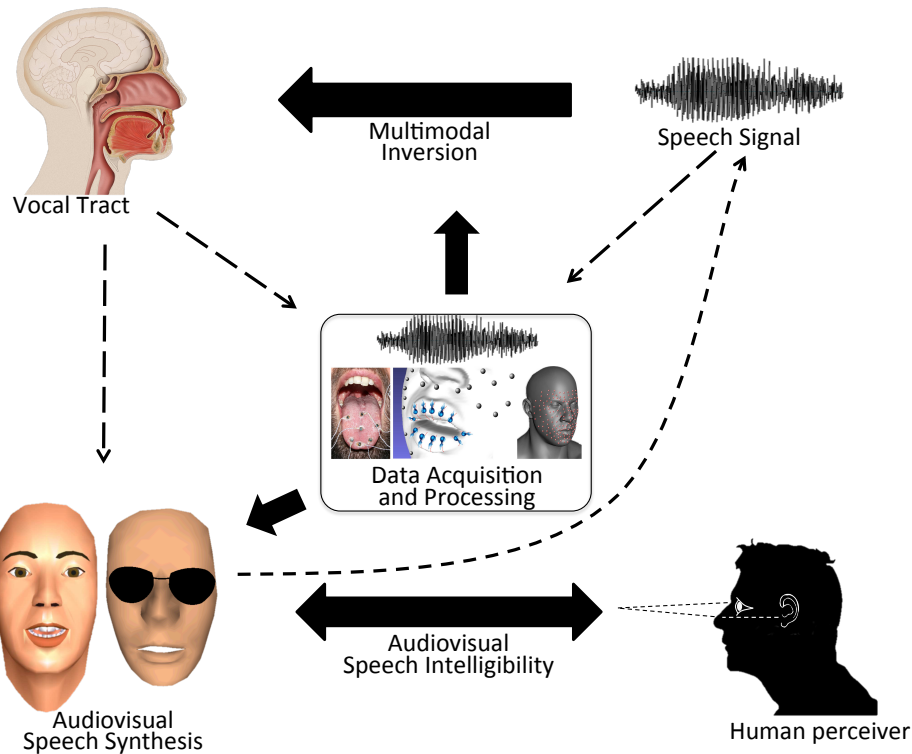 Multimodal
Inversion
Speech Signal
Vocal Tract
Data Acquisition
and Processing
Audiovisual
Speech Intelligibility
Audiovisual
Speech Synthesis
Human perceiver